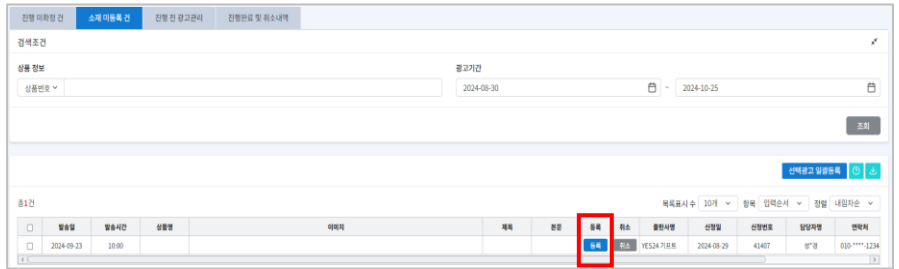 진행 미확정 건 소재 미등록 건 진행 전 광고관리 진행완료 및 취소내역
검색조건
상품 정보 광고기간
상품번호 2024-08-30 ~ 2024-10-25
조회
선택광고 일괄등록
총1건 목록표시 수 10개 항목 입력순서 정렬 내림차순
발송일 발송시간 상품명 이미지 제목 본문 등록 취소 출판사명 신청일 신청번호 담당자명 연락처
2024-09-23 10:00 등록 취소 YES24 기프트 2024-08-29 41407 성*경 010-****-1234